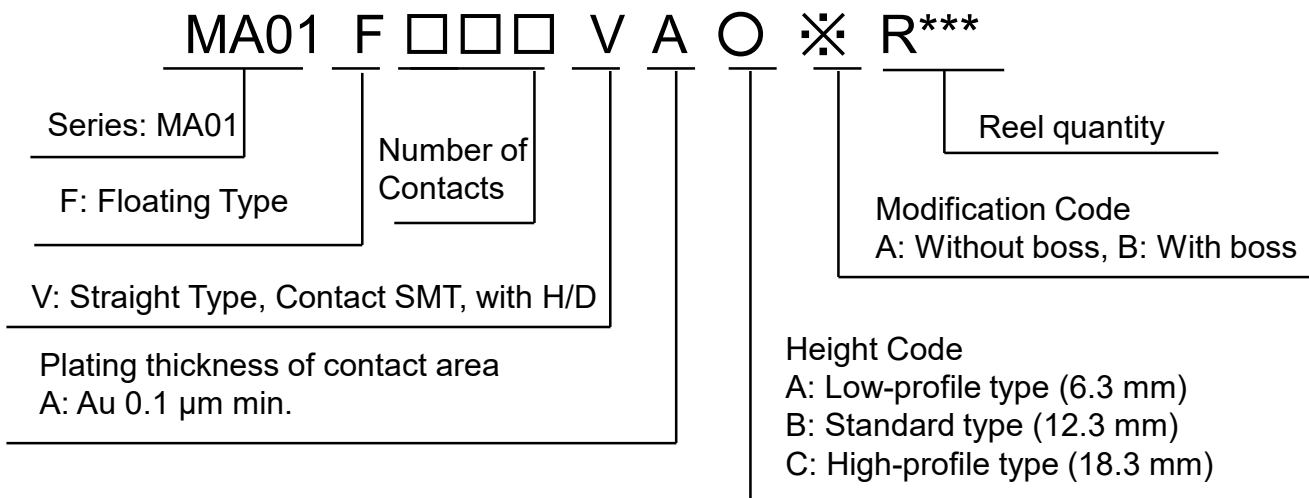 MA01 F □□□ V A ○ ※ R***
Series: MA01
Reel quantity
Number of
Contacts
F: Floating Type
Modification Code
A: Without boss, B: With boss
V: Straight Type, Contact SMT, with H/D
Plating thickness of contact area
A: Au 0.1 μm min.
Height Code
A: Low-profile type (6.3 mm)
B: Standard type (12.3 mm)
C: High-profile type (18.3 mm)